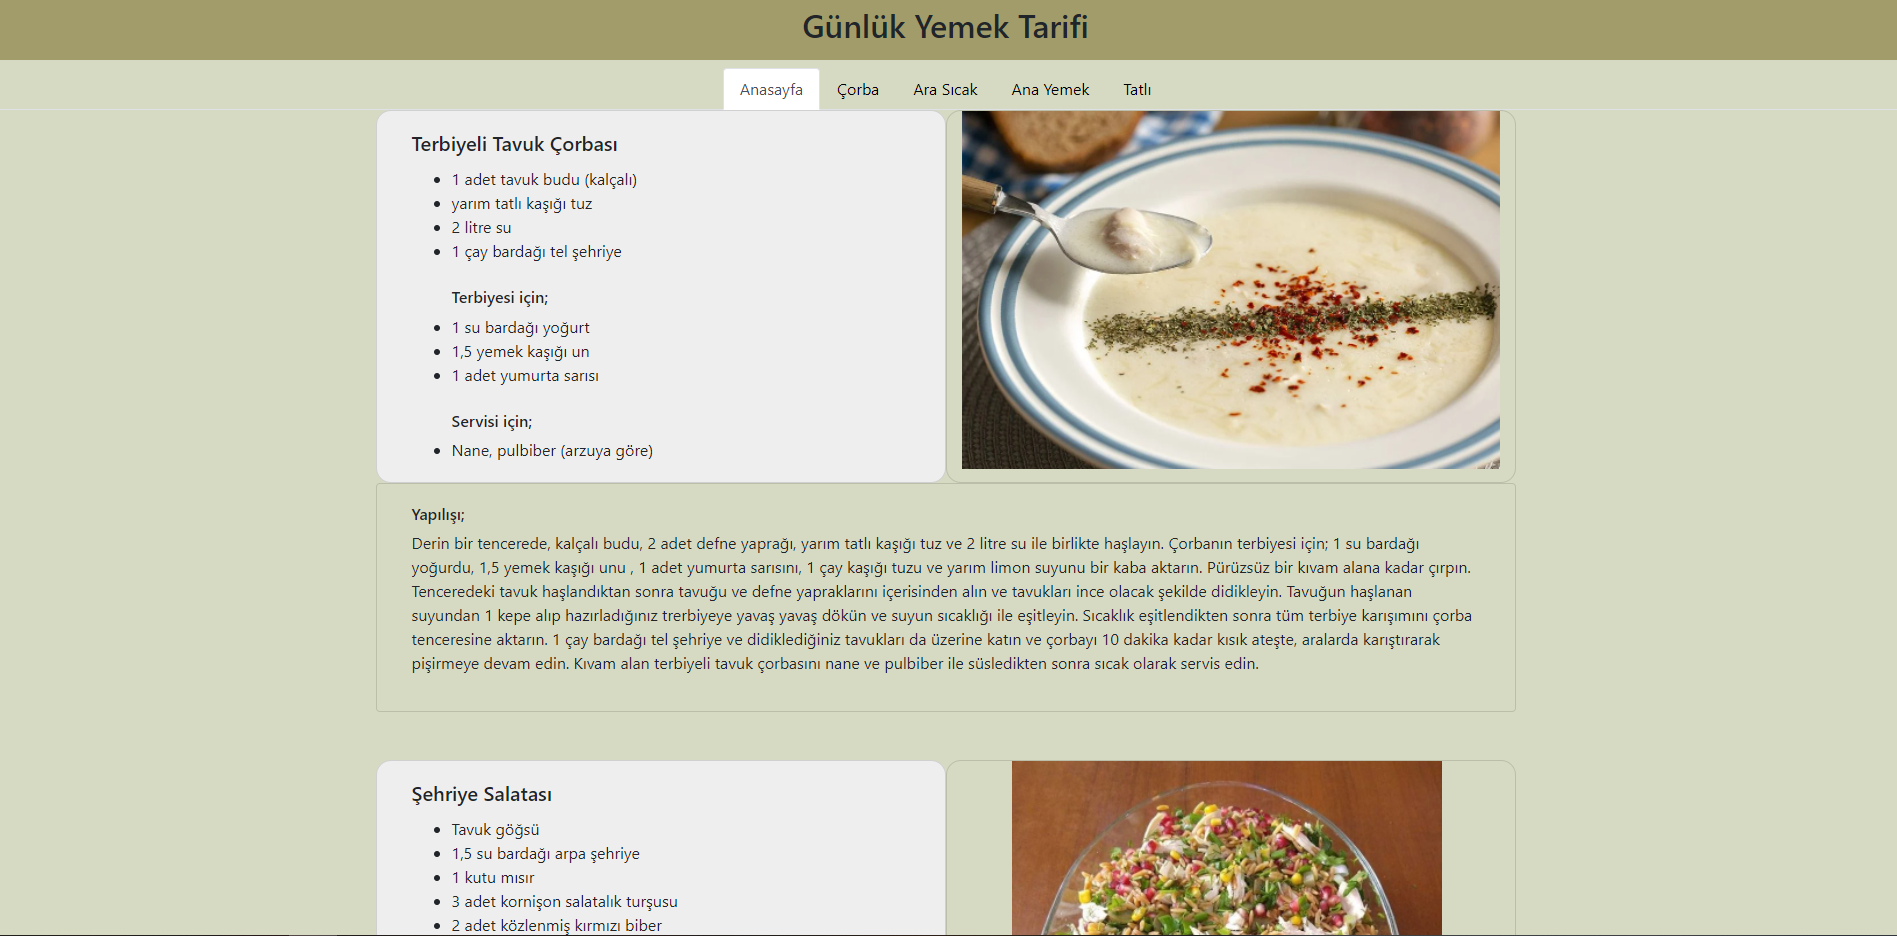 Günlük Yemek Tarifi
Anasayfa Çorba Ara Sıcak Ana Yemek Tatlı
Terbiyeli Tavuk Çorbası
1 adet tavuk budu (kalçalı)
yarım tatlı kaşığı tuz
2 litre su
1 çay bardağı tel şehriye
Terbiyesi için;
1 su bardağı yoğurt
1,5 yemek kaşığı un
1 adet yumurta sarısı
Servisi için;
Nane, pulbiber (arzuya göre)
Yapılışı;
Derin bir tencerede, kalçalı budu, 2 adet defne yaprağı, yarım tatlı kaşığı tuz ve 2 litre su ile birlikte haşlayın. Çorbanın terbiyesi için; 1 su bardağı
yoğurdu, 1,5 yemek kaşığı unu , 1 adet yumurta sarısını, 1 çay kaşığı tuzu ve yarım limon suyunu bir kaba aktarın. Pürüzsüz bir kıvam alana kadar çırpın.
Tenceredeki tavuk haşlandıktan sonra tavuğu ve defne yapraklarını içerisinden alın ve tavukları ince olacak şekilde didikleyin. Tavuğun haşlanan
suyundan 1 kepe alıp hazırladığınız trerbiyeye yavaş yavaş dökün ve suyun sıcaklığı ile eşitleyin. Sıcaklık eşitlendikten sonra tüm terbiye karışımını çorba
tenceresine aktarın. 1 çay bardağı tel şehriye ve didiklediğiniz tavukları da üzerine katın ve çorbayı 10 dakika kadar kısık ateşte, aralarda karıştırarak
pişirmeye devam edin. Kıvam alan terbiyeli tavuk çorbasını nane ve pulbiber ile süsledikten sonra sıcak olarak servis edin.
Şehriye Salatası
Tavuk göğsü
1,5 su bardağı arpa şehriye
1 kutu mısır
3 adet kornişon salatalık turşusu
2 adet közlenmiş kırmızı biber